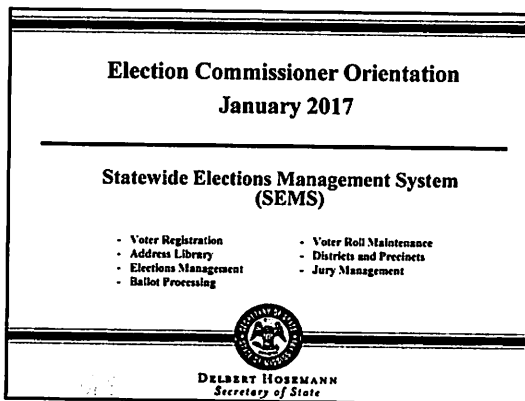 Election Commissioner Orientation
January 2017
Statewide Elections Management System
(SEMS)
- Voter Registration
- Address Library
- Elections Management
- Ballot Processing
- Voter Roll Maintenance
- Districts and Precincts
- Jury Management
DELBERT HOSEMANN
Secretary of State